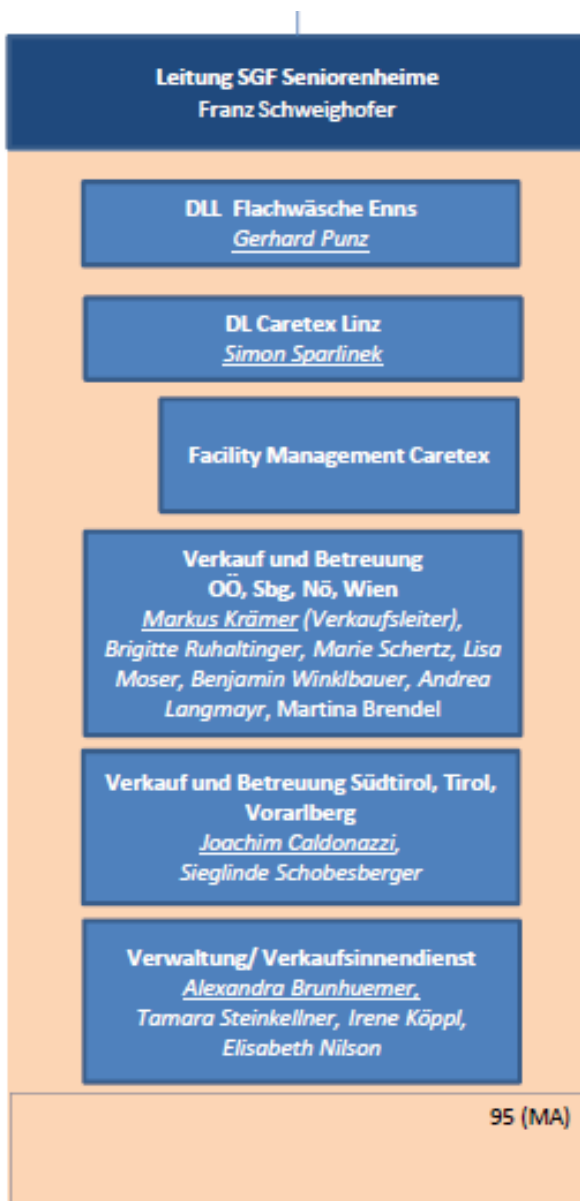 Leitung SGF Seniorenheime
Franz Schweighofer
DLL Flachwäsche Enns
Gerhard Punz
DL Caretex Linz
Simon Sparlinek
Facility Management Caretex
Verkauf und Betreuung
OÖ, Sbg, Nö, Wien
Markus Krämer (Verkaufsleiter),
Brigitte Ruhaltinger, Marie Schertz, Lisa
Moser, Benjamin Winklbauer, Andrea
Langmayr, Martina Brendel
Verkauf und Betreuung Südtirol, Tirol,
Vorarlberg
Joachim Caldonazzi,
Sieglinde Schobesberger
Verwaltung/ Verkaufsinnendienst
Alexandra Brunhuemer,
Tamara Steinkellner, Irene Köppl,
Elisabeth Nilson
95 (MA)